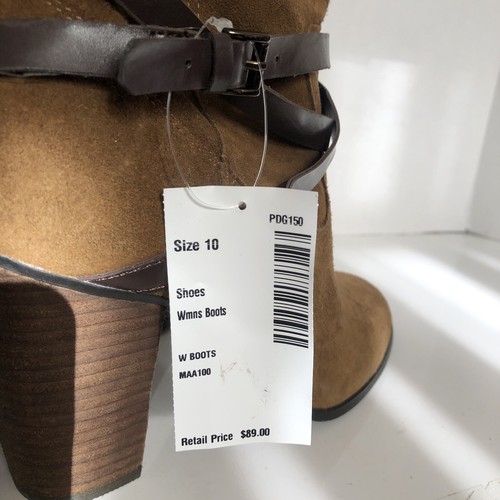 PDG150
Size 10
Shoes
Wmns Boots
W BOOTS
MAA100
Retail Price $89.00